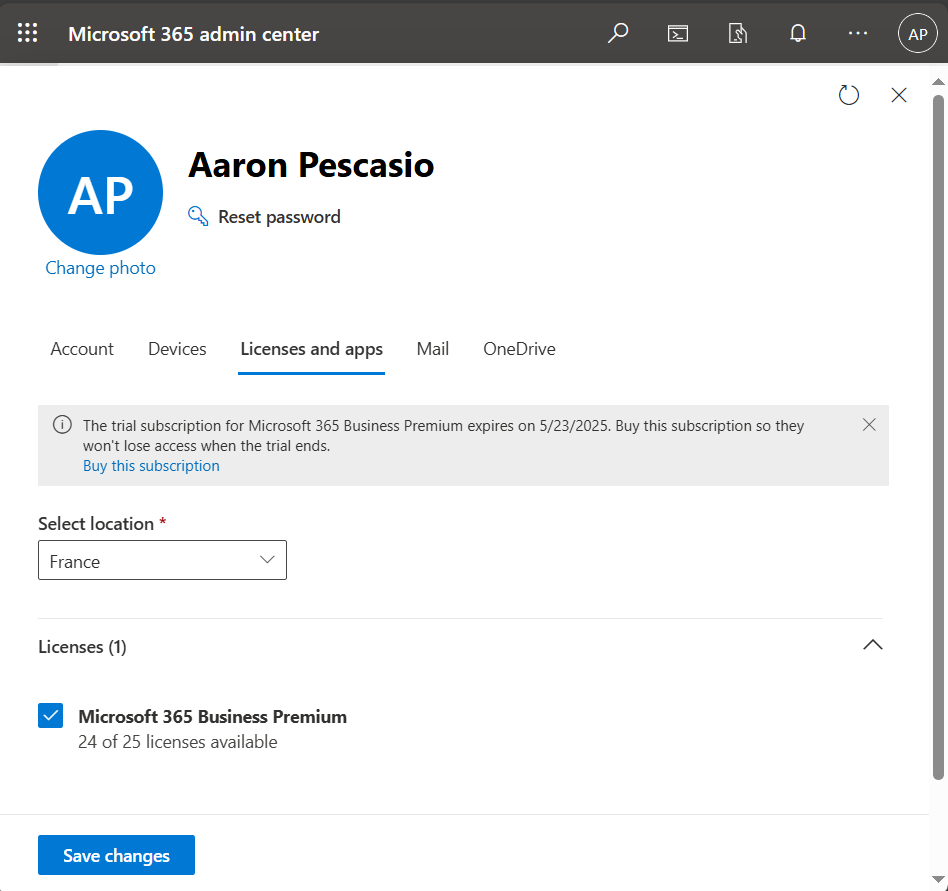 Microsoft 365 admin center
AP
AP
Aaron Pescasio
Reset password
Change photo
Account Devices Licenses and apps Mail OneDrive
The trial subscription for Microsoft 365 Business Premium expires on 5/23/2025. Buy this subscription so they
won't lose access when the trial ends.
Buy this subscription
Select location *
France
Licenses (1)
Microsoft 365 Business Premium
24 of 25 licenses available
Save changes